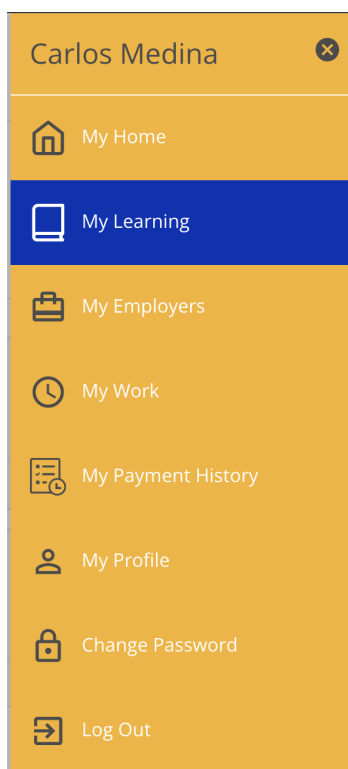 Carlos Medina
My Home
My Learning
My Employers
My Work
My Payment History
My Profile
Change Password
Log Out